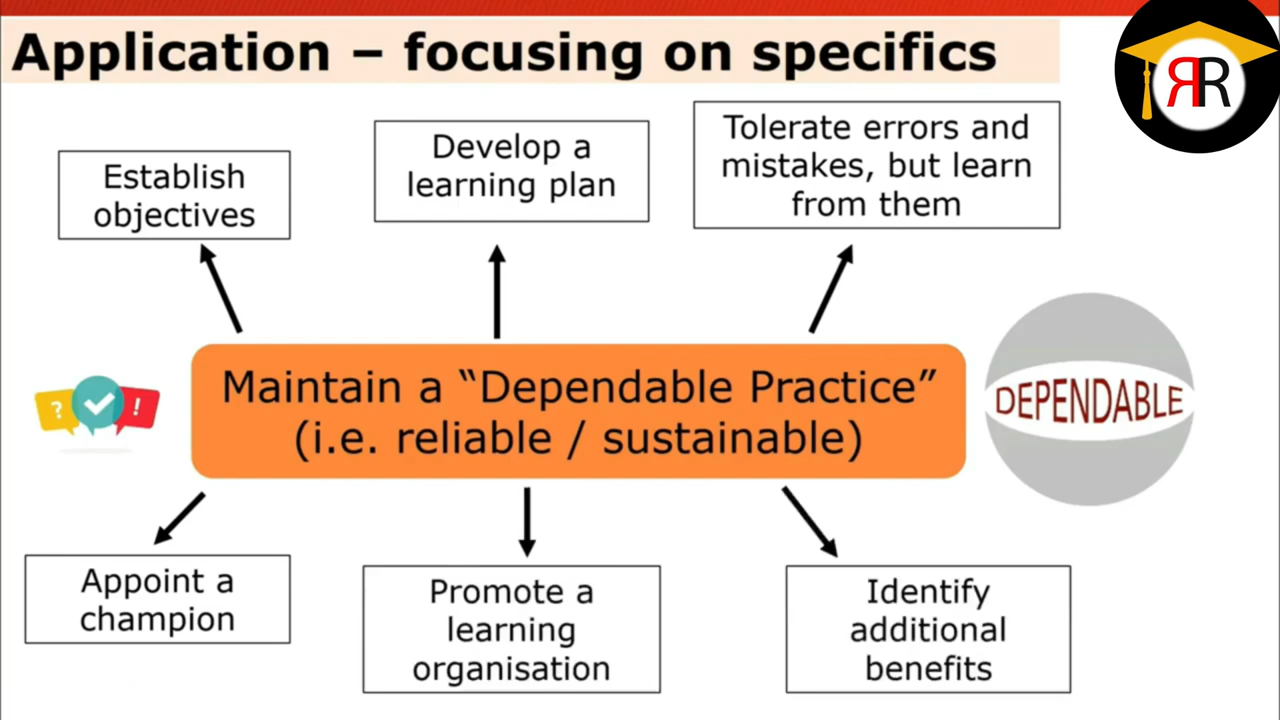 Application – focusing on specifics
ЯR
Establish
objectives
Develop a
learning plan
Tolerate errors and
mistakes, but learn
from them
Maintain a “Dependable Practice”
(i.e. reliable / sustainable)
? !
DEPENDABLE
Appoint a
champion
Promote a
learning
organisation
Identify
additional
benefits